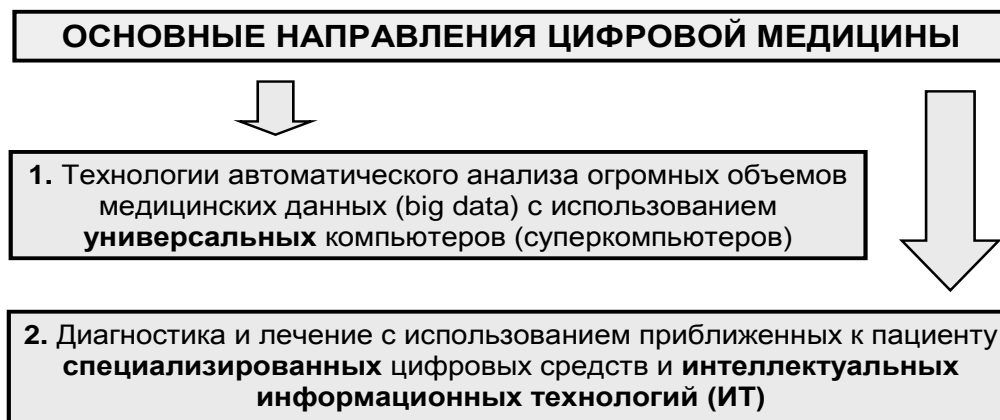 ОСНОВНЫЕ НАПРАВЛЕНИЯ ЦИФРОВОЙ МЕДИЦИНЫ
1. Технологии автоматического анализа огромных объемов
медицинских данных (big data) с использованием
универсальных компьютеров (суперкомпьютеров)
2. Диагностика и лечение с использованием приближенных к пациенту
специализированных цифровых средств и интеллектуальных
информационных технологий (ИТ)